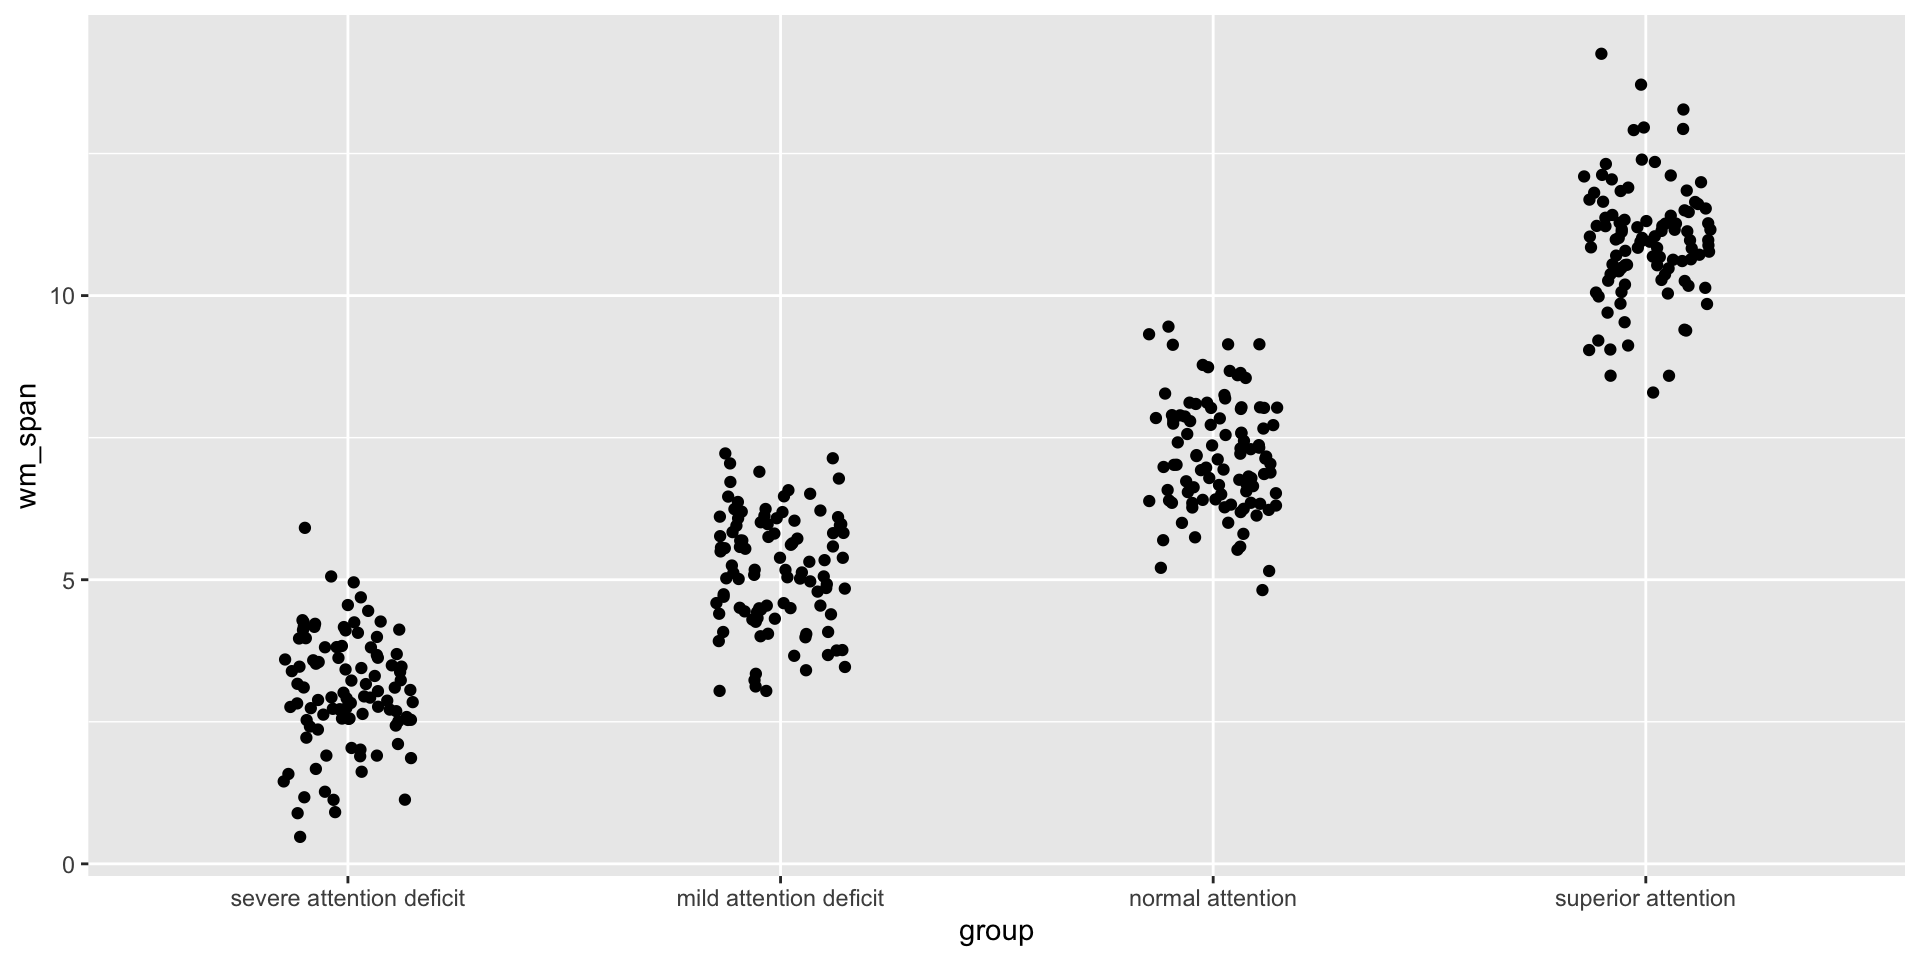 wm_span
10
5
0
severe attention deficit
mild attention deficit
normal attention
superior attention
group